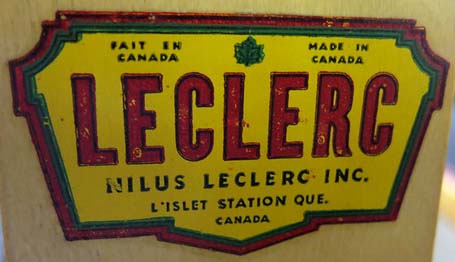 FAIT EN
CANADA
MADE IN
CANADA
LECLERC
NILUS LECLERC INC.
L'ISLET STATION QUE.
CANADA